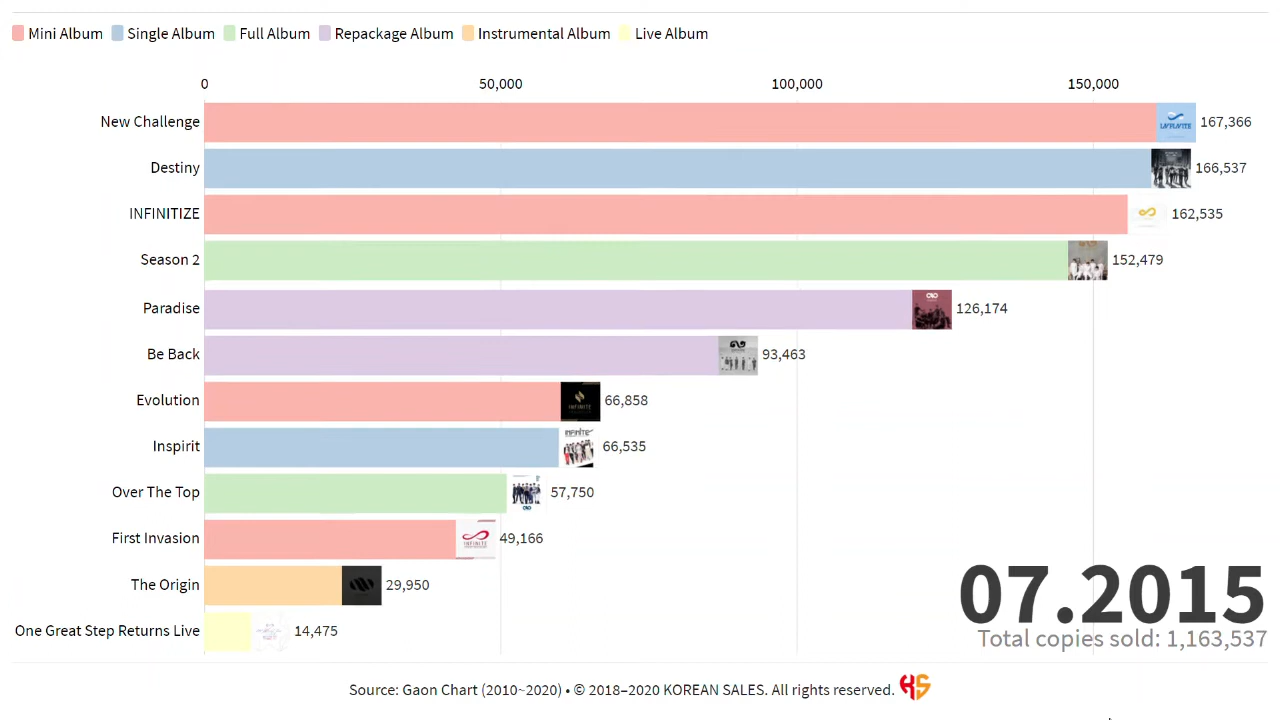 Mini Album Single Album Full Album Repackage Album Instrumental Album Live Album
0 50,000 100,000 150,000
New Challenge 167,366
Destiny 166,537
INFINITIZE 162,535
Season 2 152,479
Paradise 126,174
Be Back 93,463
Evolution 66,858
Inspirit 66,535
Over The Top 57,750
First Invasion 49,166
The Origin 29,950
One Great Step Returns Live 14,475
07.2015
Total copies sold: 1,163,537
Source: Gaon Chart (2010~2020) • © 2018–2020 KOREAN SALES. All rights reserved. KS